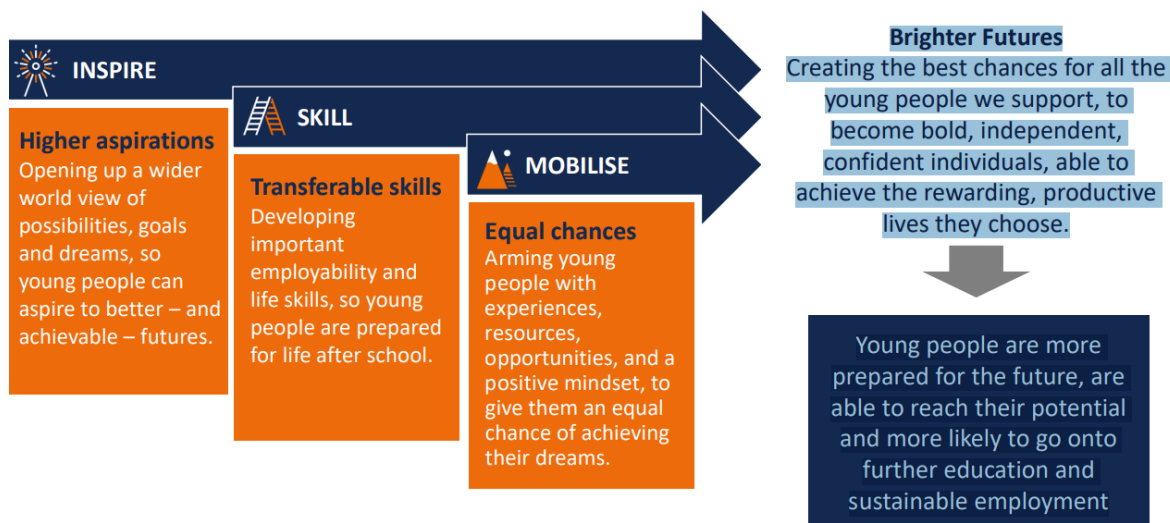 INSPIRE
Higher aspirations
Opening up a wider
world view of
possibilities, goals
and dreams, so
young people can
aspire to better – and
achievable – futures.
SKILL
Transferable skills
Developing
important
employability and
life skills, so young
people are prepared
for life after school.
MOBILISE
Equal chances
Arming young
people with
experiences,
resources,
opportunities, and a
positive mindset, to
give them an equal
chance of achieving
their dreams.
Brighter Futures
Creating the best chances for all the
young people we support, to
become bold, independent,
confident individuals, able to
achieve the rewarding, productive
lives they choose.
Young people are more
prepared for the future, are
able to reach their potential
and more likely to go onto
further education and
sustainable employment